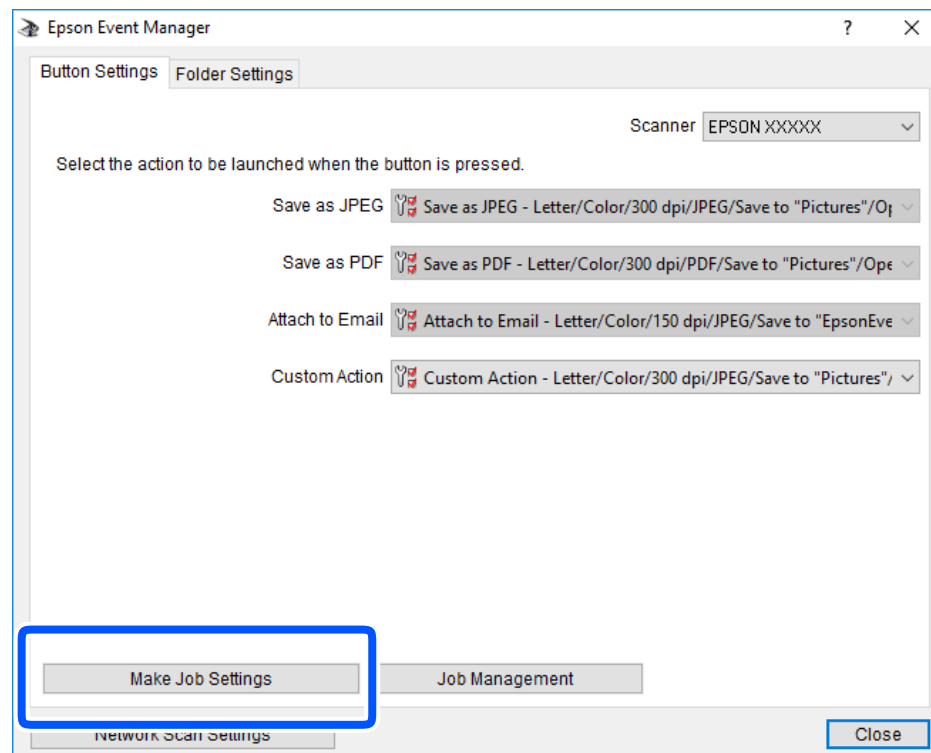 Epson Event Manager
Button Settings Folder Settings
Scanner EPSON XXXXX
Select the action to be launched when the button is pressed.
Save as JPEG Save as JPEG - Letter/Color/300 dpi/JPEG/Save to "Pictures"/Op
Save as PDF Save as PDF - Letter/Color/300 dpi/PDF/Save to "Pictures"/Ope
Attach to Email Attach to Email - Letter/Color/150 dpi/JPEG/Save to "EpsonEve
Custom Action Custom Action - Letter/Color/300 dpi/JPEG/Save to "Pictures"/
Make Job Settings Job Management
Network Scan Settings Close